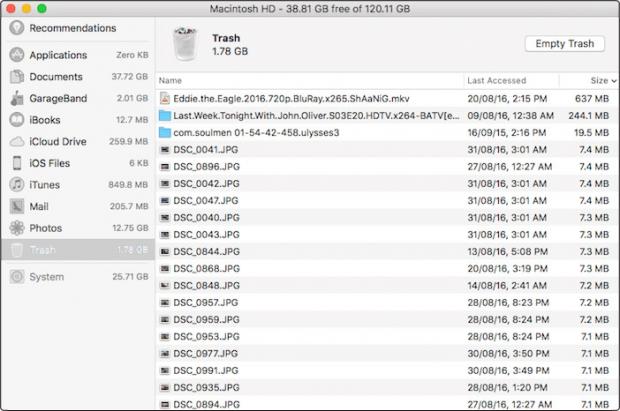 Macintosh HD - 38.81 GB free of 120.11 GB
Recommendations
Applications Zero KB
Documents 37.72 GB
GarageBand 2.01 GB
iBooks 12.7 MB
iCloud Drive 259.9 MB
iOS Files 6 KB
iTunes 849.8 MB
Mail 205.7 MB
Photos 12.75 GB
Trash 1.78 GB
System 25.71 GB
Trash
1.78 GB
Empty Trash
Name Last Accessed Size
Eddie.the.Eagle.2016.720p.BluRay.x265.ShAaNiG.mkv 20/08/16, 2:15 PM 637 MB
Last.Week.Tonight.With.John.Oliver.S03E20.HDTV.x264-BATV[e... 09/08/16, 12:38 AM 244.1 MB
com.soulmen 01-54-42-458.ulysses3 16/09/15, 2:16 PM 19.5 MB
DSC_0041.JPG 31/08/16, 3:01 AM 7.4 MB
DSC_0896.JPG 27/08/16, 12:27 AM 7.4 MB
DSC_0042.JPG 31/08/16, 3:01 AM 7.4 MB
DSC_0047.JPG 31/08/16, 3:01 AM 7.4 MB
DSC_0040.JPG 31/08/16, 3:01 AM 7.4 MB
DSC_0043.JPG 31/08/16, 3:01 AM 7.4 MB
DSC_0844.JPG 13/08/16, 5:08 PM 7.3 MB
DSC_0868.JPG 20/08/16, 3:19 PM 7.3 MB
DSC_0848.JPG 14/08/16, 2:41 AM 7.2 MB
DSC_0957.JPG 28/08/16, 8:23 PM 7.2 MB
DSC_0959.JPG 28/08/16, 8:24 PM 7.2 MB
DSC_0953.JPG 28/08/16, 8:24 PM 7.1 MB
DSC_0977.JPG 30/08/16, 3:50 PM 7.1 MB
DSC_0991.JPG 30/08/16, 3:49 PM 7.1 MB
DSC_0935.JPG 28/08/16, 1:20 PM 7.1 MB
DSC_0894.JPG 27/08/16, 12:27 AM 7.1 MB